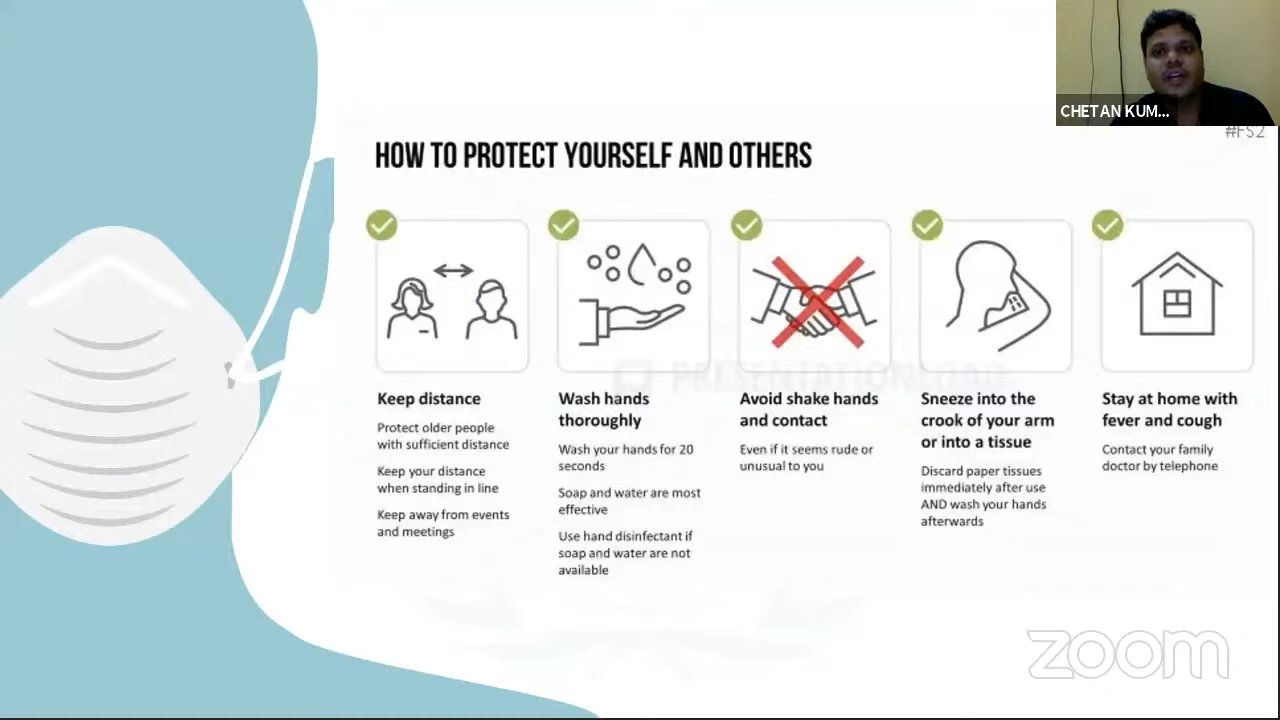 CHETAN KUM...
#FS2
HOW TO PROTECT YOURSELF AND OTHERS
Keep distance
Protect older people
with sufficient distance
Keep your distance
when standing in line
Keep away from events
and meetings
Wash hands
thoroughly
Wash your hands for 20
seconds
Soap and water are most
effective
Use hand disinfectant if
soap and water are not
available
Avoid shake hands
and contact
Even if it seems rude or
unusual to you
Sneeze into the
crook of your arm
or into a tissue
Discard paper tissues
immediately after use
AND wash your hands
afterwards
Stay at home with
fever and cough
Contact your family
doctor by telephone
PRESENTATIONLOAD
zoom